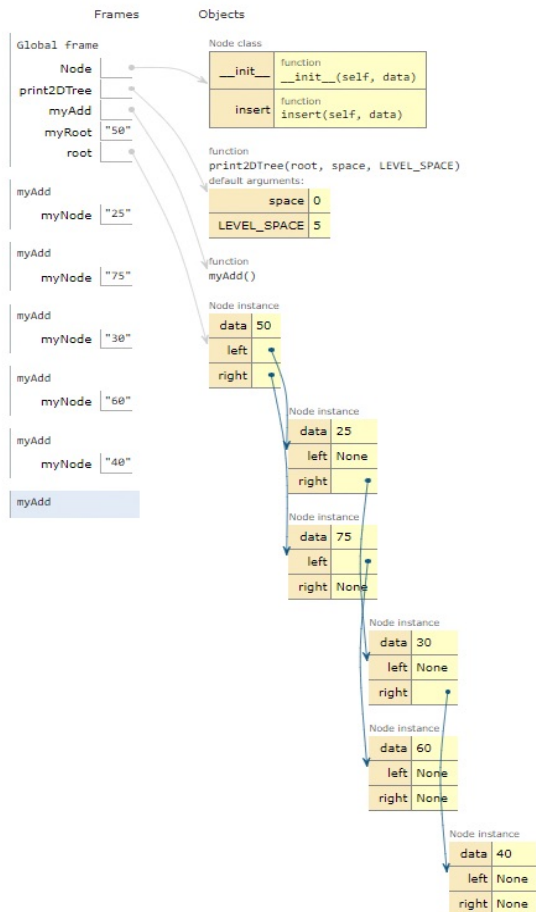 Frames Objects
Global frame
Node
print2DTree
myAdd
myRoot "50"
root
myAdd
myNode "25"
myAdd
myNode "75"
myAdd
myNode "30"
myAdd
myNode "60"
myAdd
myNode "40"
myAdd
Node class
__init__ function
__init__(self, data)
insert function
insert(self, data)
function
print2DTree(root, space, LEVEL_SPACE)
default arguments:
space 0
LEVEL_SPACE 5
function
myAdd()
Node instance
data 50
left
right
Node instance
data 25
left None
right
Node instance
data 75
left
right None
Node instance
data 30
left None
right
Node instance
data 60
left None
right None
Node instance
data 40
left None
right None